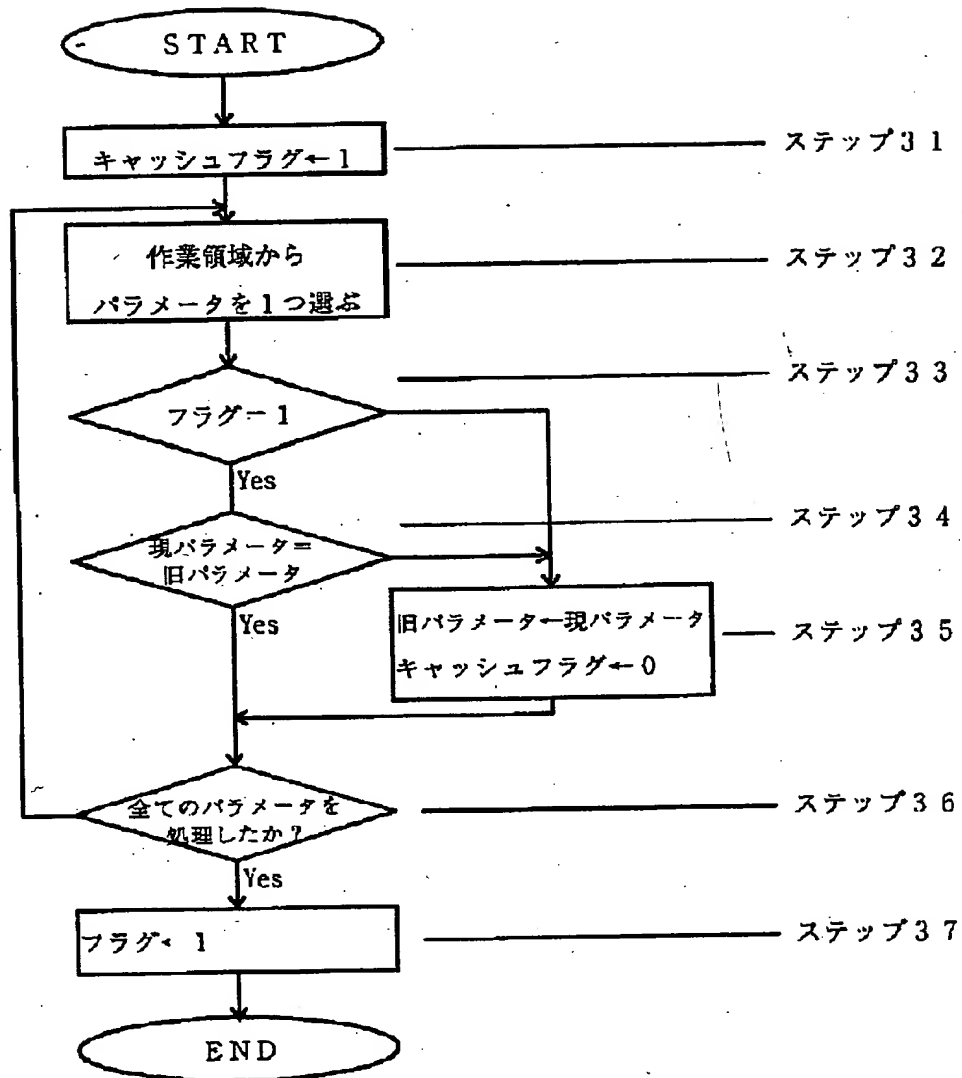 START
キャッシュフラグ←1
ステップ31
作業領域から
パラメータを1つ選ぶ
ステップ32
フラグ=1
ステップ33
Yes
現パラメータ=
旧パラメータ
ステップ34
Yes
旧パラメータ←現パラメータ
キャッシュフラグ←0
ステップ35
全てのパラメータを
処理したか?
ステップ36
Yes
フラグ← 1
ステップ37
END